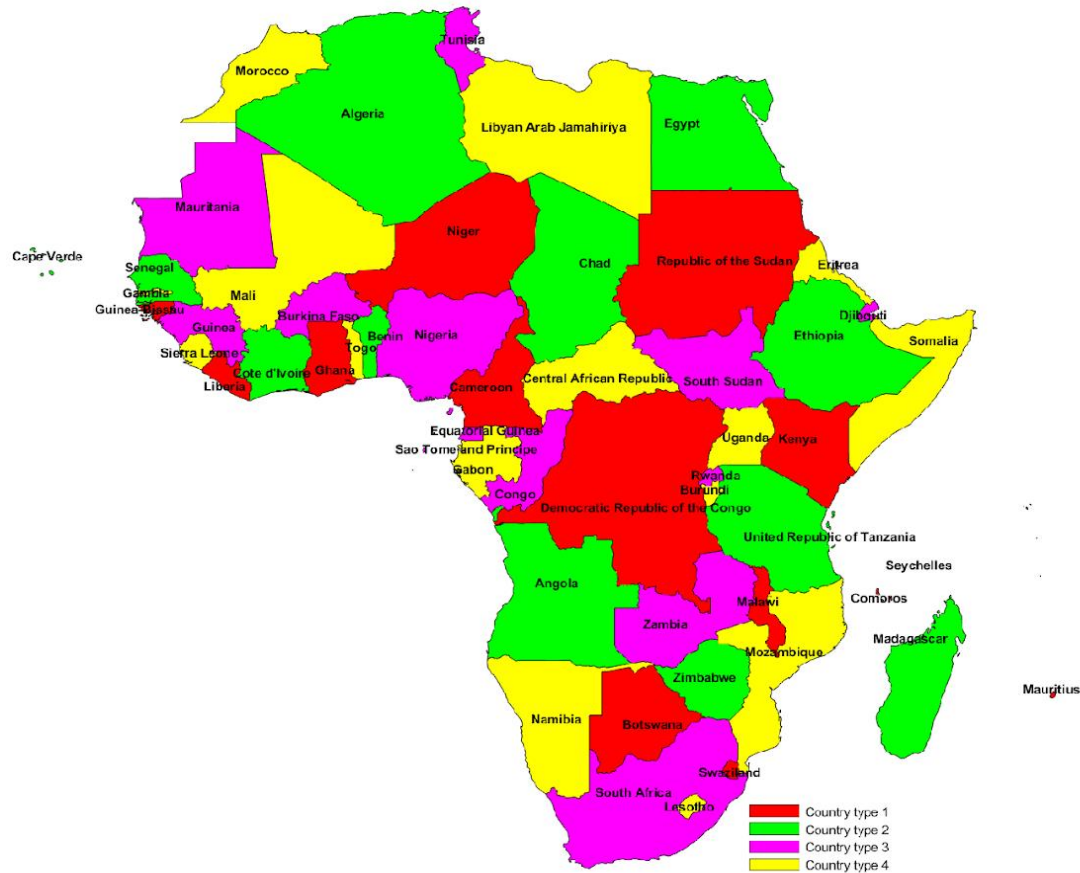 Tunisia
Morocco
Algeria
Libyan Arab Jamahiriya
Egypt
Mauritania
Niger
Cape Verde
Chad
Republic of the Sudan
Senegal
Eritrea
Gambia
Mali
Guinea-Bissau
Burkina Faso
Djibouti
Guinea
Benin
Nigeria
Ethiopia
Somalia
Togo
Sierra Leone
Cote d'Ivoire
Ghana
Liberia
Cameroon
Central African Republic
South Sudan
Equatorial Guinea
Uganda
Kenya
Sao Tome and Principe
Gabon
Rwanda
Congo
Burundi
Democratic Republic of the Congo
United Republic of Tanzania
Seychelles
Angola
Malawi
Comoros
Zambia
Madagascar
Mozambique
Zimbabwe
Mauritius
Namibia
Botswana
Swaziland
South Africa
Lesotho
Country type 1
Country type 2
Country type 3
Country type 4